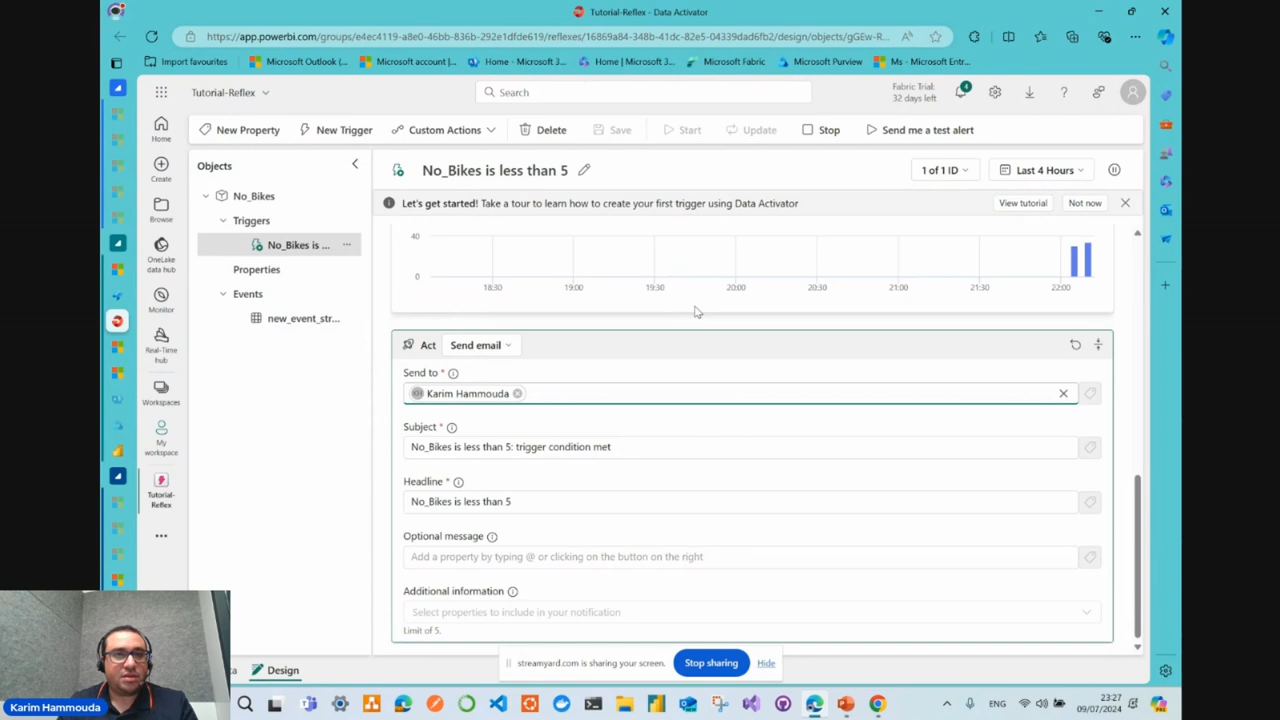 Tutorial-Reflex - Data Activator
https://app.powerbi.com/groups/e4ec4119-a8e0-46bb-836b-292e1dfde619/reflexes/16869a84-348b-41dc-82e5-04339dad6fb2/design/objects/gGEw-R...
Import favourites
Microsoft Outlook (...
Microsoft account |...
Home - Microsoft 3...
Home | Microsoft 3...
Microsoft Fabric
Microsoft Purview
Ms - Microsoft Entr...
Tutorial-Reflex
Search
Fabric Trial:
32 days left
4
New Property
New Trigger
Custom Actions
Delete
Save
Start
Update
Stop
Send me a test alert
Home
Create
Browse
OneLake
data hub
Monitor
Real-Time
hub
Workspaces
My
workspace
Tutorial-
Reflex
Objects
No_Bikes
Triggers
No_Bikes is ...
Properties
Events
new_event_str...
No_Bikes is less than 5
1 of 1 ID
Last 4 Hours
Let's get started! Take a tour to learn how to create your first trigger using Data Activator
View tutorial
Not now
40
0
18:30
19:00
19:30
20:00
20:30
21:00
21:30
22:00
Act
Send email
Send to *
Karim Hammouda
Subject *
No_Bikes is less than 5: trigger condition met
Headline *
No_Bikes is less than 5
Optional message
Add a property by typing @ or clicking on the button on the right
Additional information
Select properties to include in your notification
Limit of 5.
Design
streamyard.com is sharing your screen.
Stop sharing
Hide
Karim Hammouda
ENG
23:27
09/07/2024